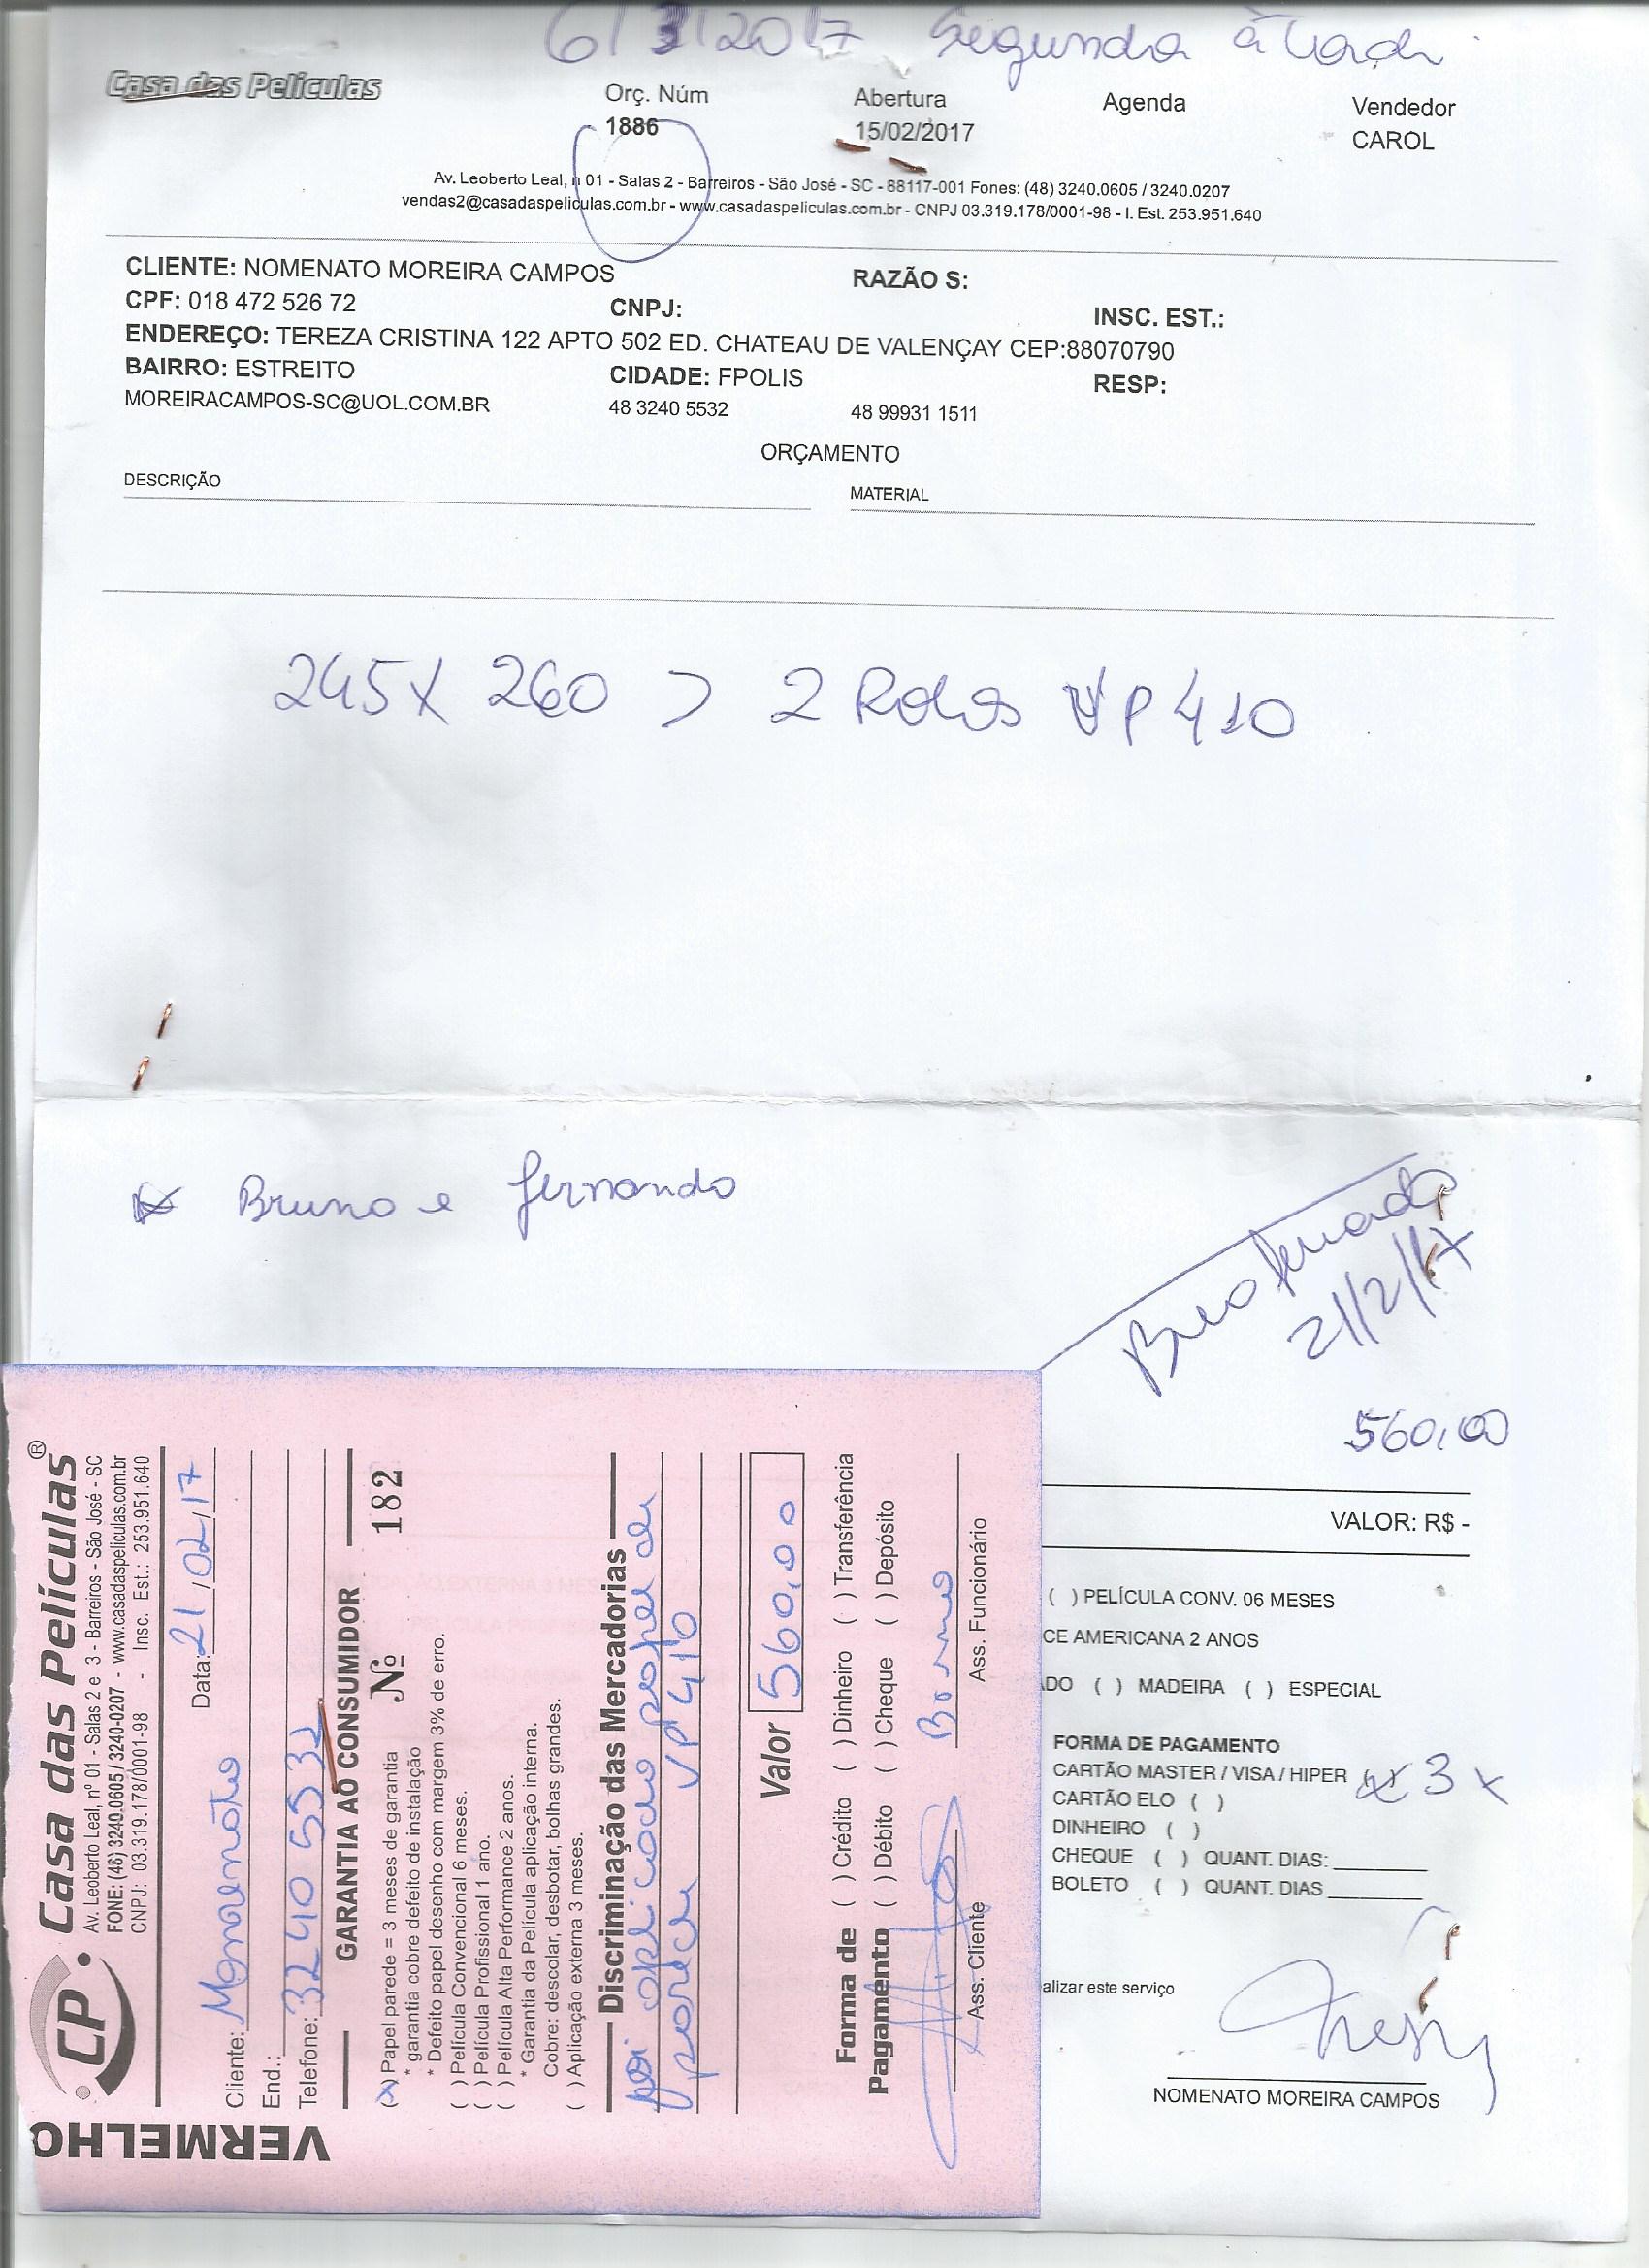 6/3/2017 Segunda à tarde
Casa das Películas
Orç. Núm Abertura Agenda Vendedor
1886 15/02/2017 CAROL
Av. Leoberto Leal, n 01 - Salas 2 - Barreiros - São José - SC - 88117-001 Fones: (48) 3240.0605 / 3240.0207
vendas2@casadaspeliculas.com.br - www.casadaspeliculas.com.br - CNPJ 03.319.178/0001-98 - I. Est. 253.951.640
CLIENTE: NOMENATO MOREIRA CAMPOS RAZÃO S:
CPF: 018 472 526 72 CNPJ: INSC. EST.:
ENDEREÇO: TEREZA CRISTINA 122 APTO 502 ED. CHATEAU DE VALENÇAY CEP:88070790
BAIRRO: ESTREITO CIDADE: FPOLIS RESP:
MOREIRACAMPOS-SC@UOL.COM.BR 48 3240 5532 48 99931 1511
ORÇAMENTO
DESCRIÇÃO MATERIAL
245 x 260 > 2 Rolos VP 410
Bruno e fernando
21/2/17
560,00
VALOR: R$ -
( ) PELÍCULA CONV. 06 MESES
CE AMERICANA 2 ANOS
DO ( ) MADEIRA ( ) ESPECIAL
FORMA DE PAGAMENTO
CARTÃO MASTER / VISA / HIPER (x) 3 x
CARTÃO ELO ( )
DINHEIRO ( )
CHEQUE ( ) QUANT. DIAS:
BOLETO ( ) QUANT. DIAS
alizar este serviço
NOMENATO MOREIRA CAMPOS
VERMELHO
CP
Casa das Películas®
Av. Leoberto Leal, nº 01 - Salas 2 e 3 - Barreiros - São José - SC
FONE: (48) 3240.0605 / 3240-0207 - www.casadaspeliculas.com.br
CNPJ: 03.319.178/0001-98 - Insc. Est.: 253.951.640
Data: 21/02/17
Cliente:
End.:
Telefone: 3240 5532
GARANTIA AO CONSUMIDOR
Nº 182
(x) Papel parede = 3 meses de garantia
* garantia cobre defeito de instalação
* Defeito papel desenho com margem 3% de erro.
( ) Película Convencional 6 meses.
( ) Película Profissional 1 ano.
( ) Película Alta Performance 2 anos.
* Garantia da Película aplicação interna.
Cobre: descolar, desbotar, bolhas grandes.
( ) Aplicação externa 3 meses.
Discriminação das Mercadorias
foi aplicado papel de
parede VP 410
Valor 560,00
Forma de Pagamento
( ) Crédito ( ) Dinheiro ( ) Transferência
( ) Débito ( ) Cheque ( ) Depósito
Bruno
Ass. Cliente Ass. Funcionário